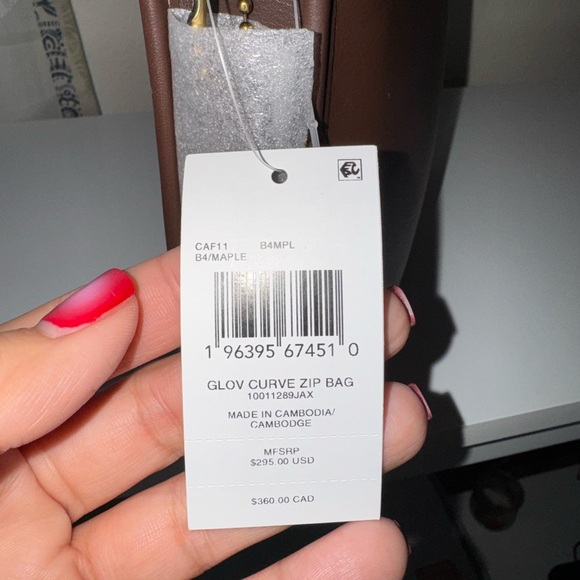 CAF11 B4MPL
B4/MAPLE
1 96395 67451 0
GLOV CURVE ZIP BAG
10011289JAX
MADE IN CAMBODIA/
CAMBODGE
MFSRP
$295.00 USD
$360.00 CAD